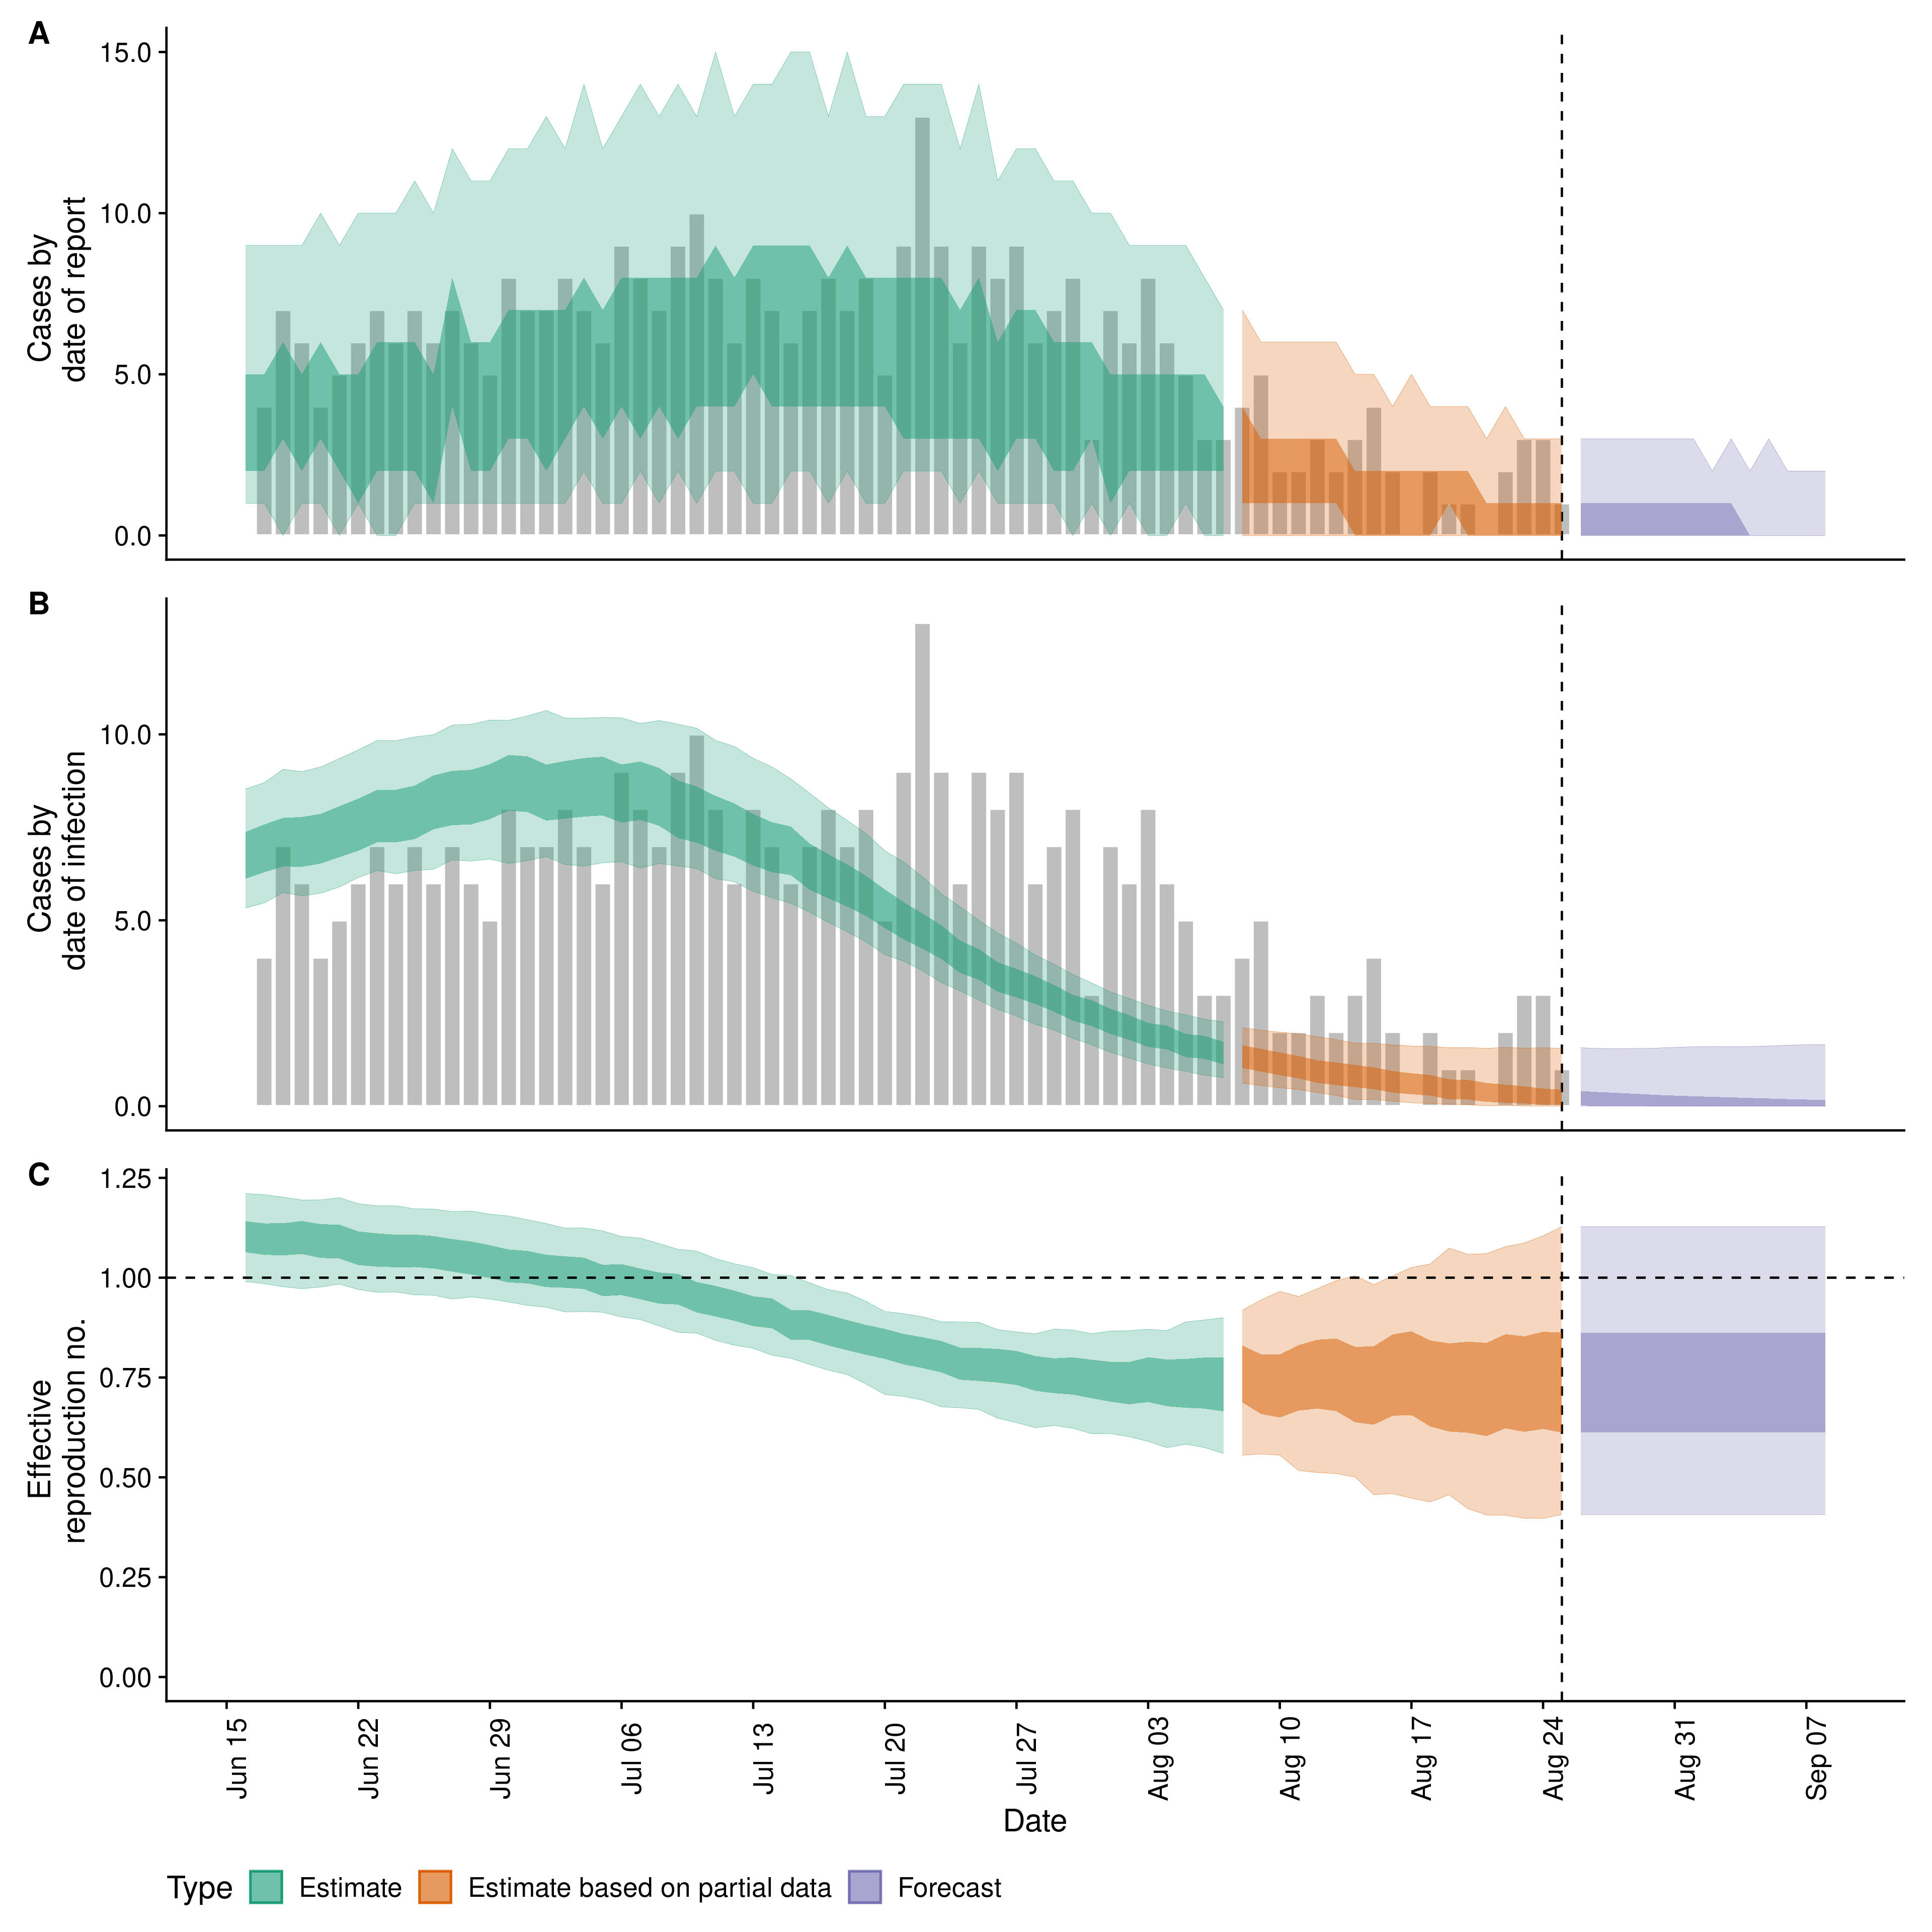 A
15.0
10.0
5.0
0.0
Cases by
date of report
B
10.0
5.0
0.0
Cases by
date of infection
C
1.25
1.00
0.75
0.50
0.25
0.00
Effective
reproduction no.
Jun 15
Jun 22
Jun 29
Jul 06
Jul 13
Jul 20
Jul 27
Aug 03
Aug 10
Aug 17
Aug 24
Aug 31
Sep 07
Date
Type Estimate Estimate based on partial data Forecast